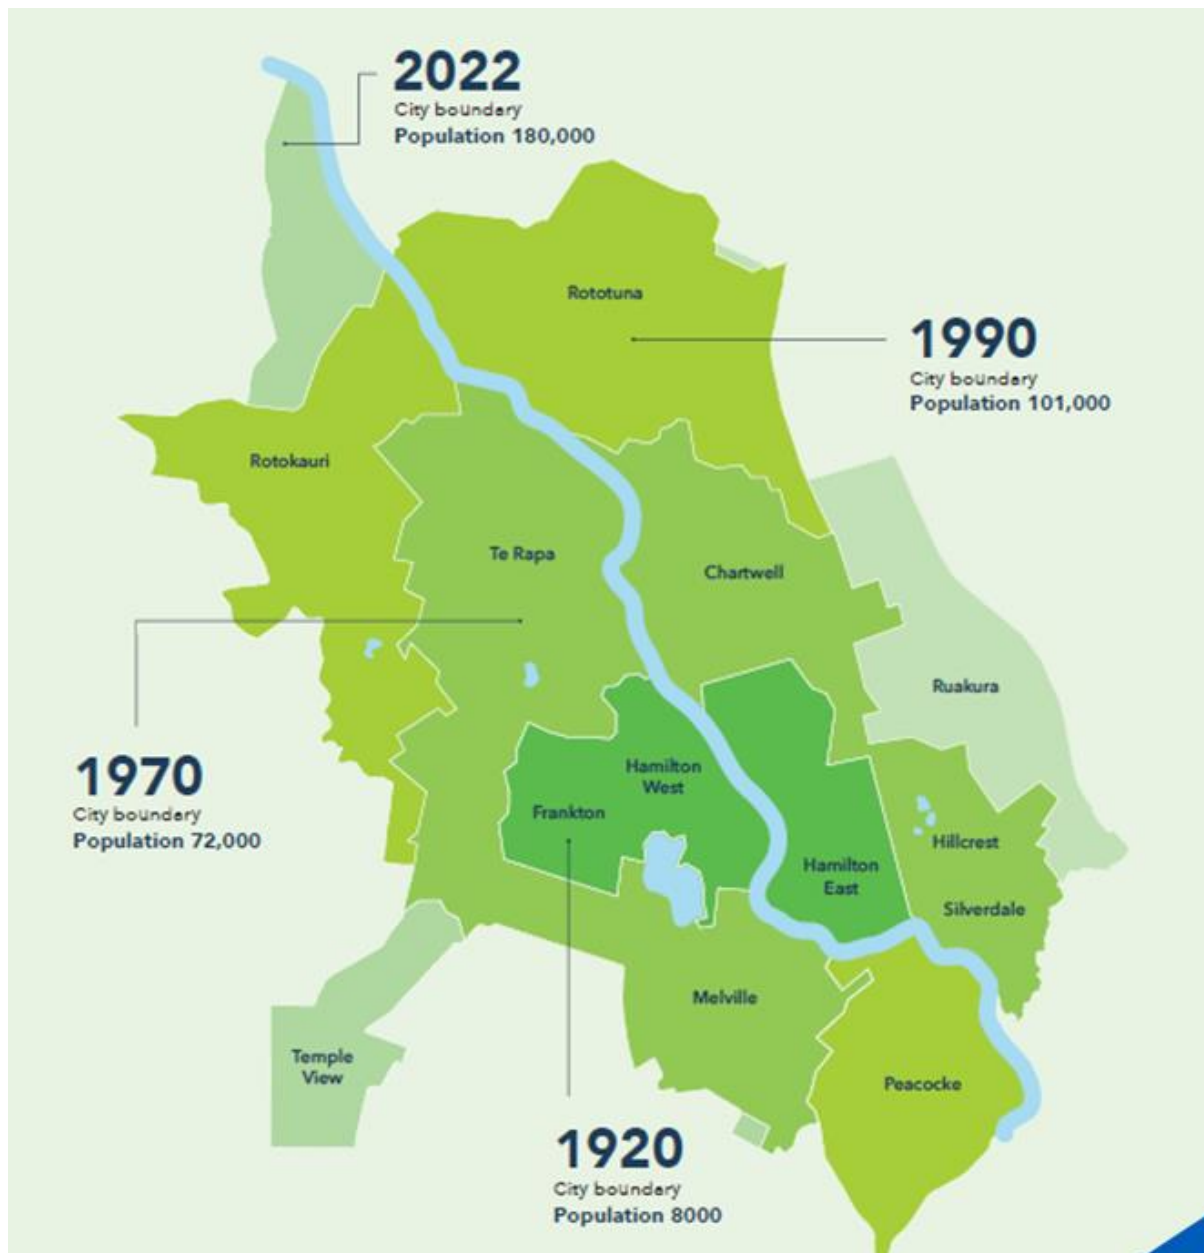 2022
City boundary
Population 180,000
Rototuna
1990
City boundary
Population 101,000
Rotokauri
Te Rapa
Chartwell
Ruakura
1970
City boundary
Population 72,000
Hamilton
West
Frankton
Hillcrest
Hamilton
East
Silverdale
Melville
Temple
View
Peacocke
1920
City boundary
Population 8000